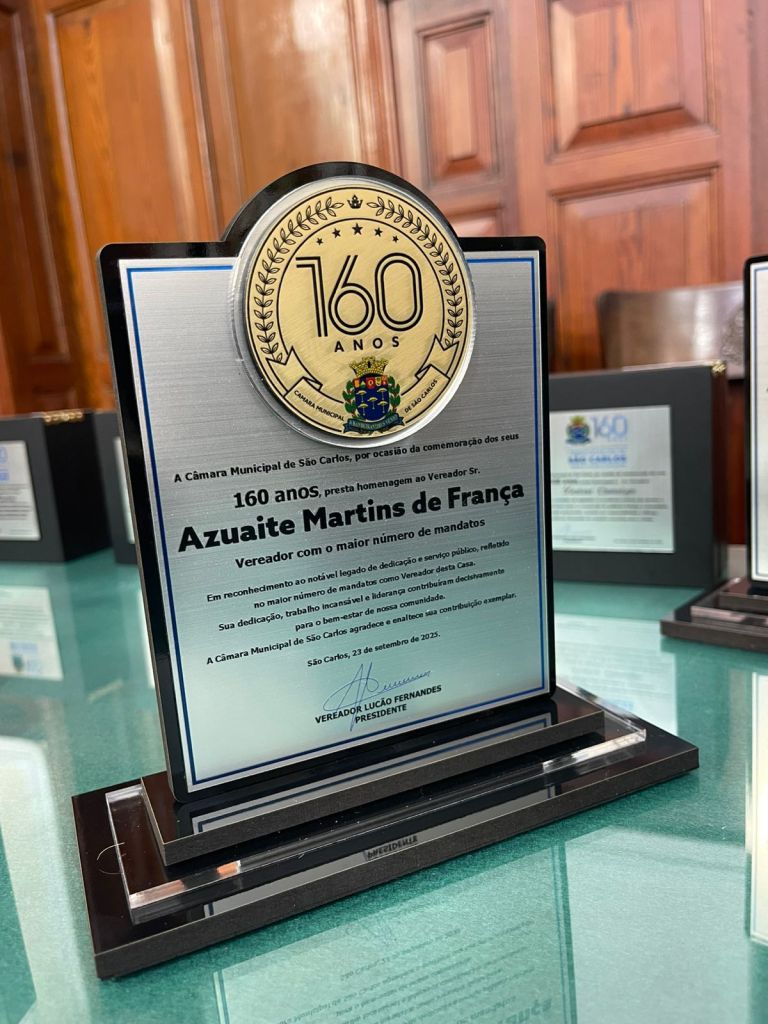 160
ANOS
CÂMARA MUNICIPAL DE SÃO CARLOS
A Câmara Municipal de São Carlos, por ocasião da comemoração dos seus
160 anos, presta homenagem ao Vereador Sr.
Azuaite Martins de França
Vereador com o maior número de mandatos
Em reconhecimento ao notável legado de dedicação e serviço público, refletido
no maior número de mandatos como Vereador desta Casa.
Sua dedicação, trabalho incansável e liderança contribuíram decisivamente
para o bem-estar de nossa comunidade.
A Câmara Municipal de São Carlos agradece e enaltece sua contribuição exemplar.
São Carlos, 23 de setembro de 2025.
VEREADOR LUCÃO FERNANDES
PRESIDENTE
160
SÃO CARLOS